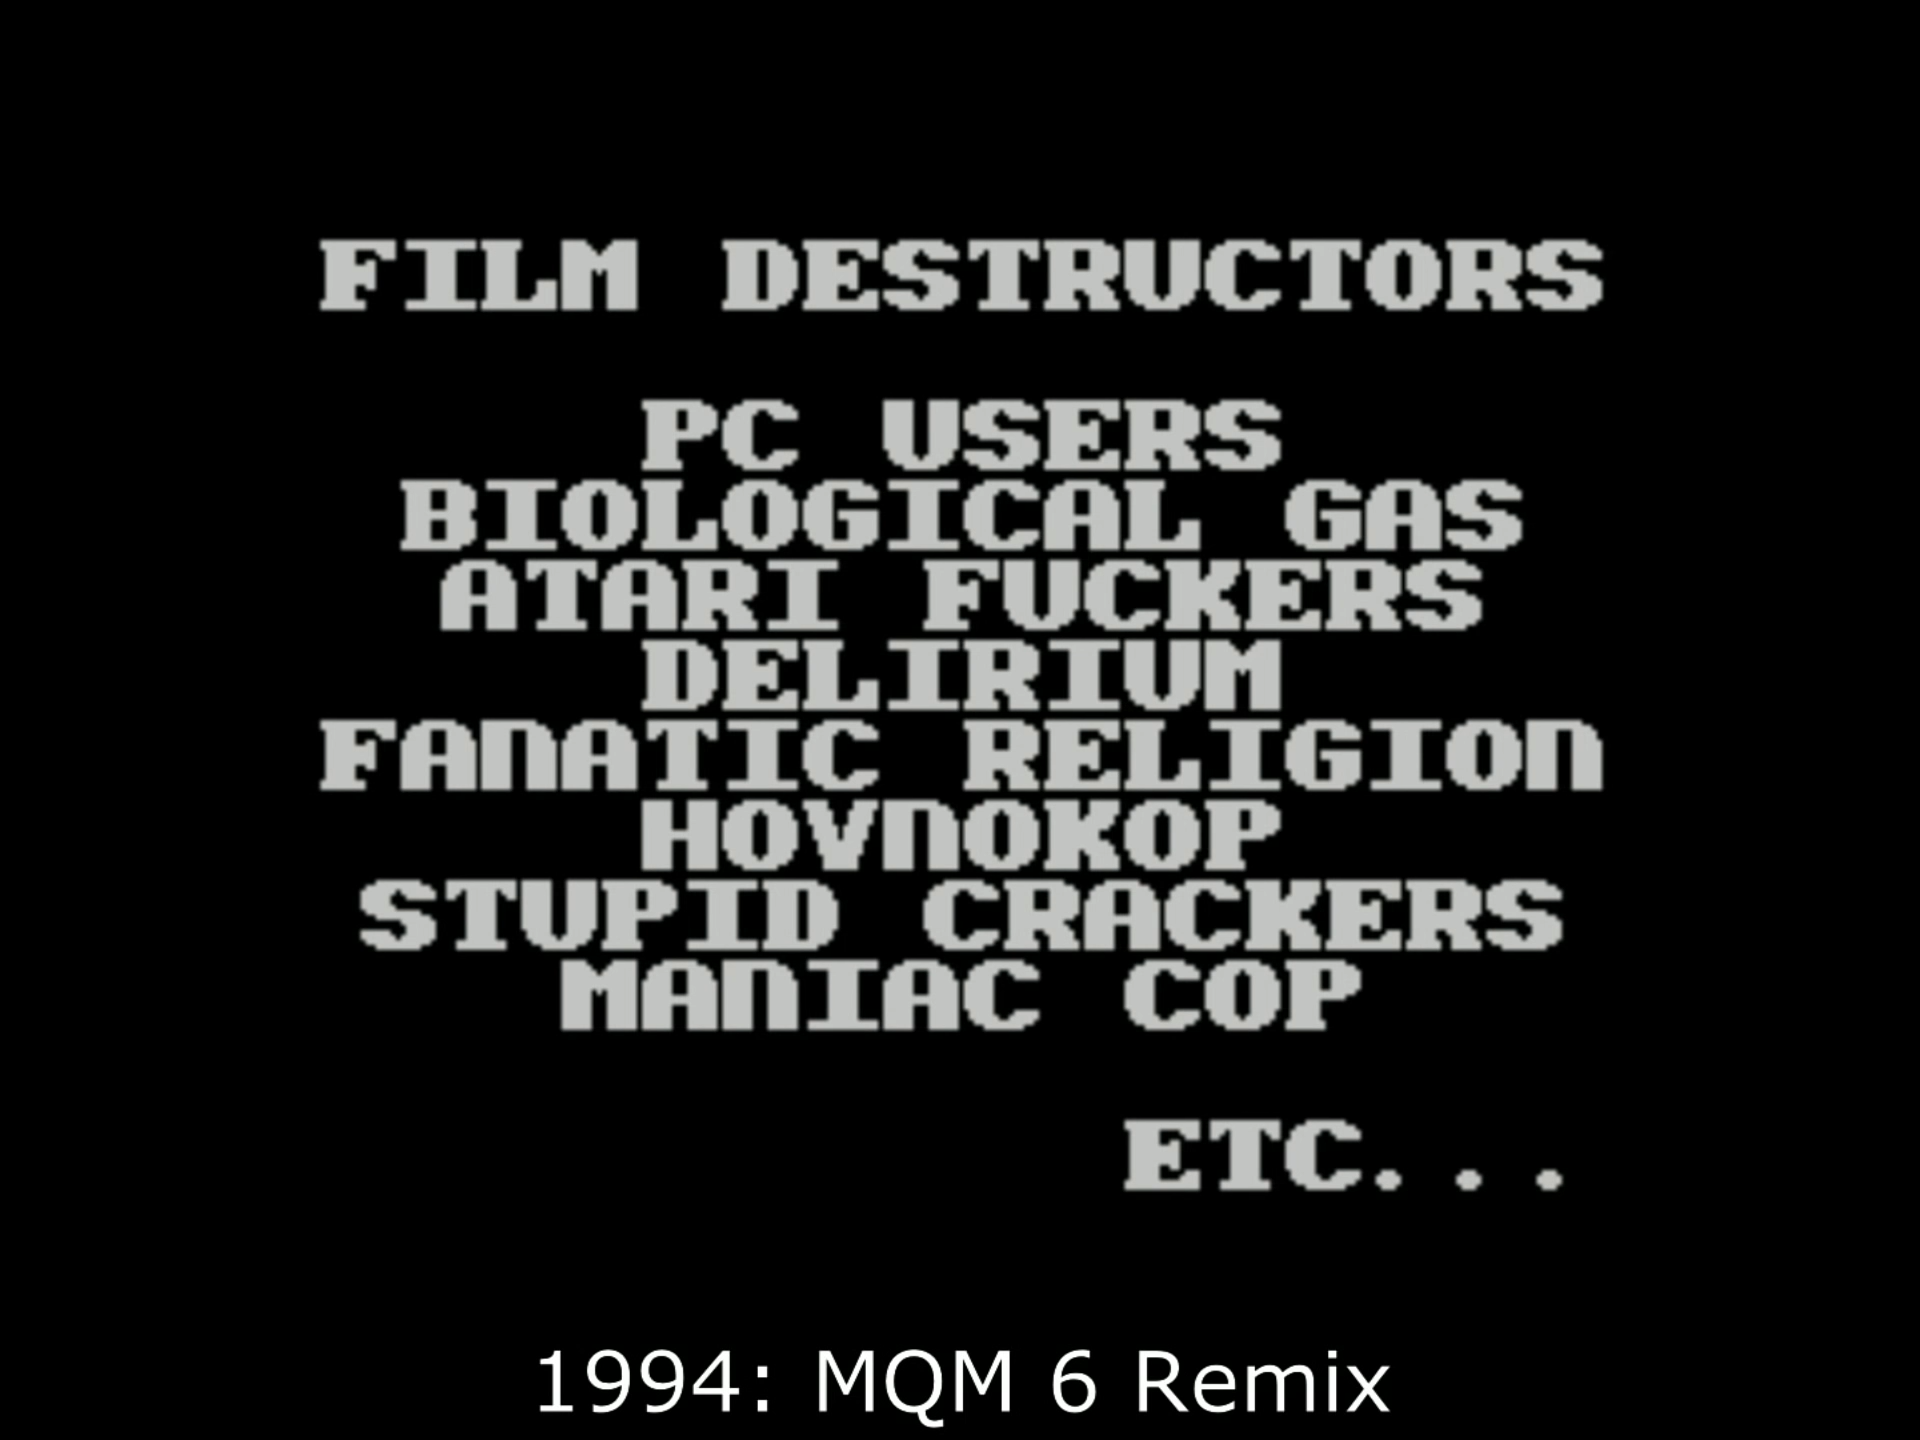 FILM DESTRUCTORS
PC USERS
BIOLOGICAL GAS
ATARI FUCKERS
DELIRIUM
FANATIC RELIGION
HOVNOKOP
STUPID CRACKERS
MANIAC COP
ETC...
1994: MQM 6 Remix